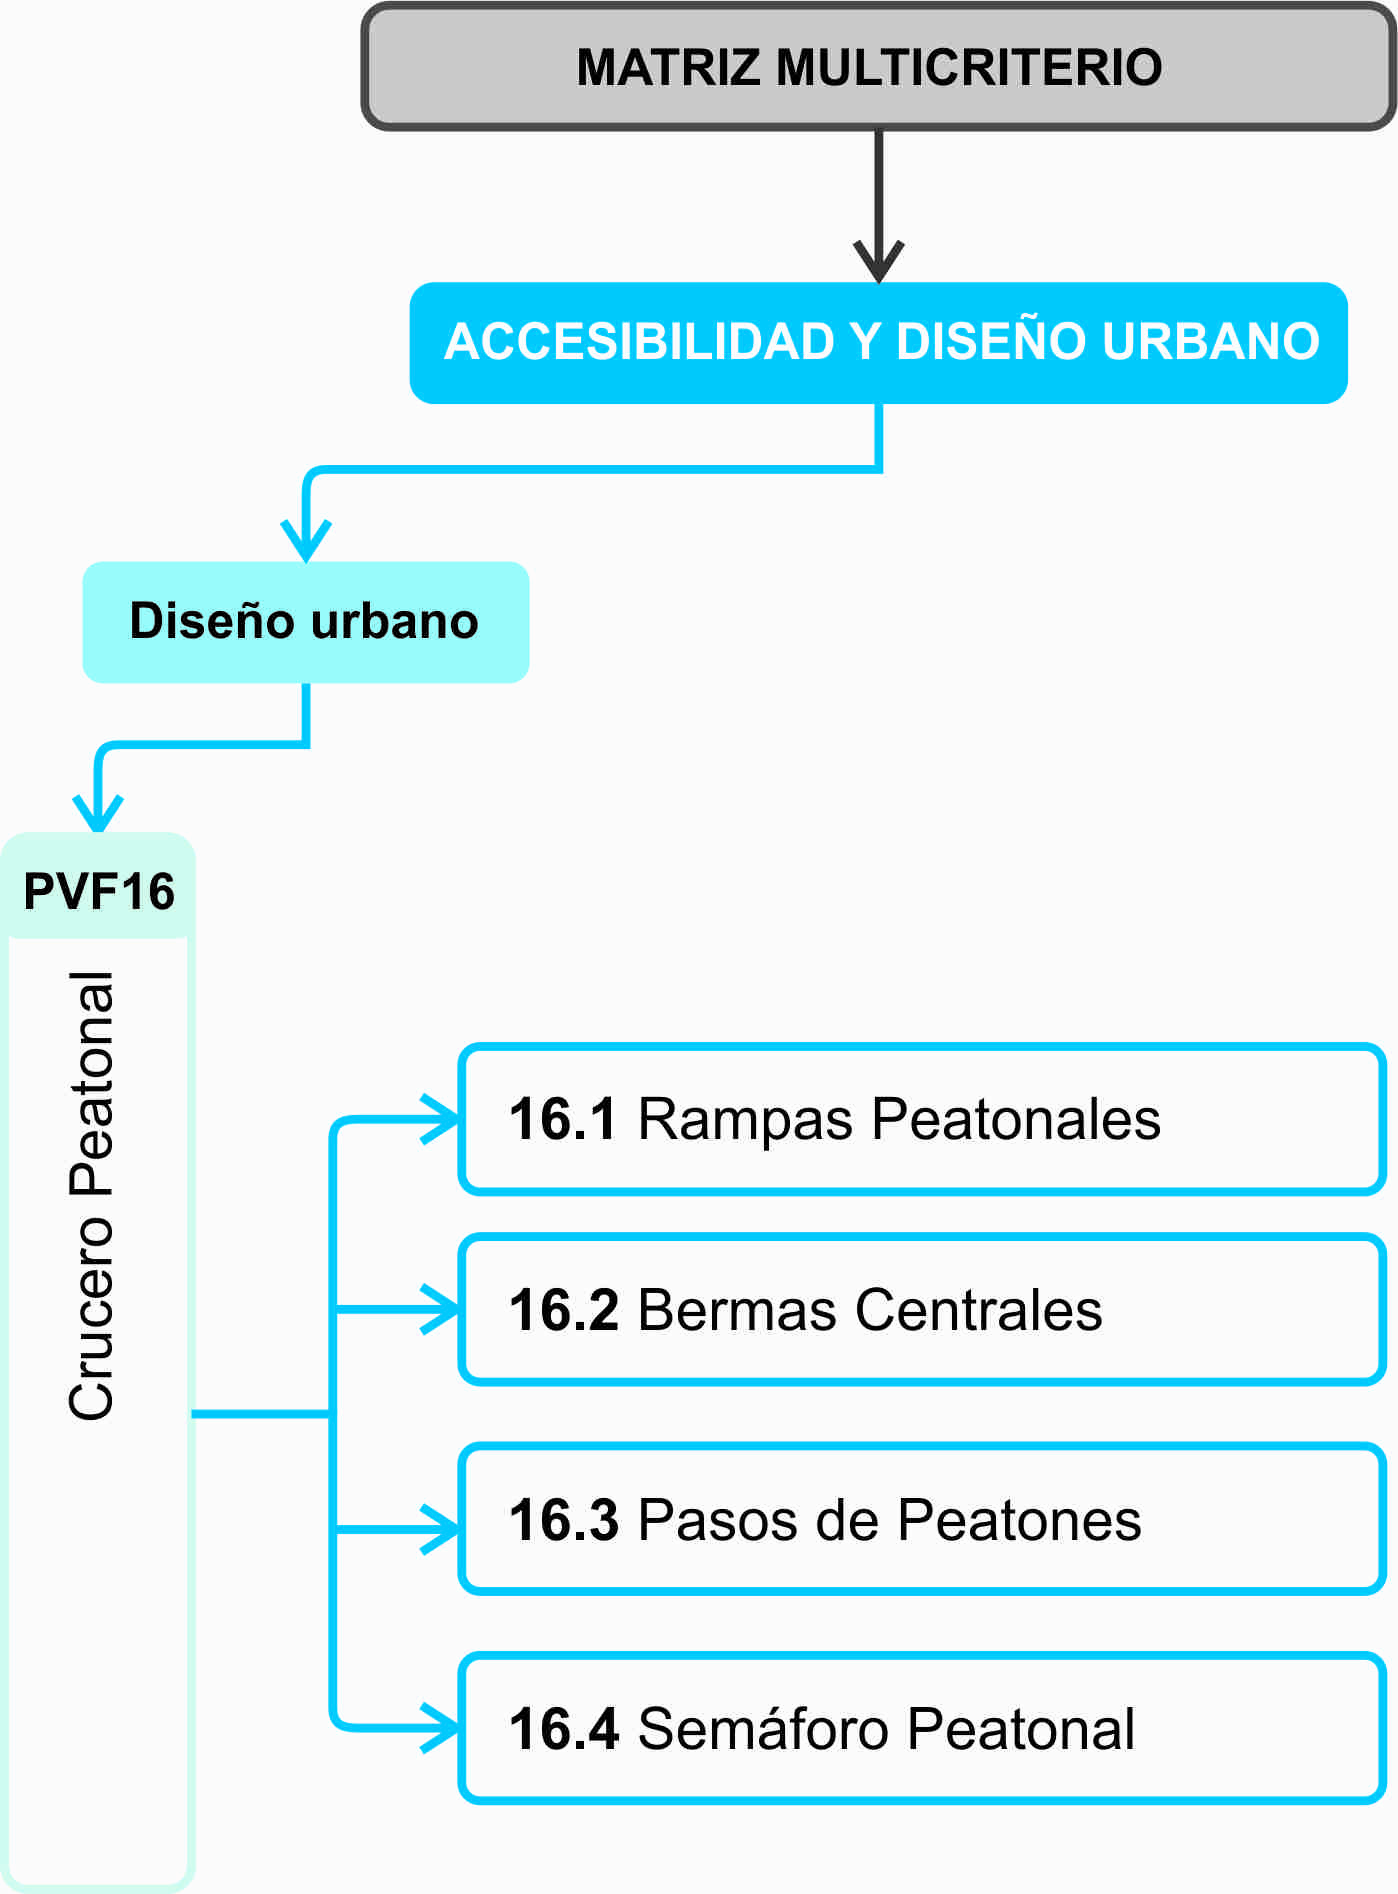 MATRIZ MULTICRITERIO
ACCESIBILIDAD Y DISEÑO URBANO
Diseño urbano
PVF16
Crucero Peatonal
16.1 Rampas Peatonales
16.2 Bermas Centrales
16.3 Pasos de Peatones
16.4 Semáforo Peatonal